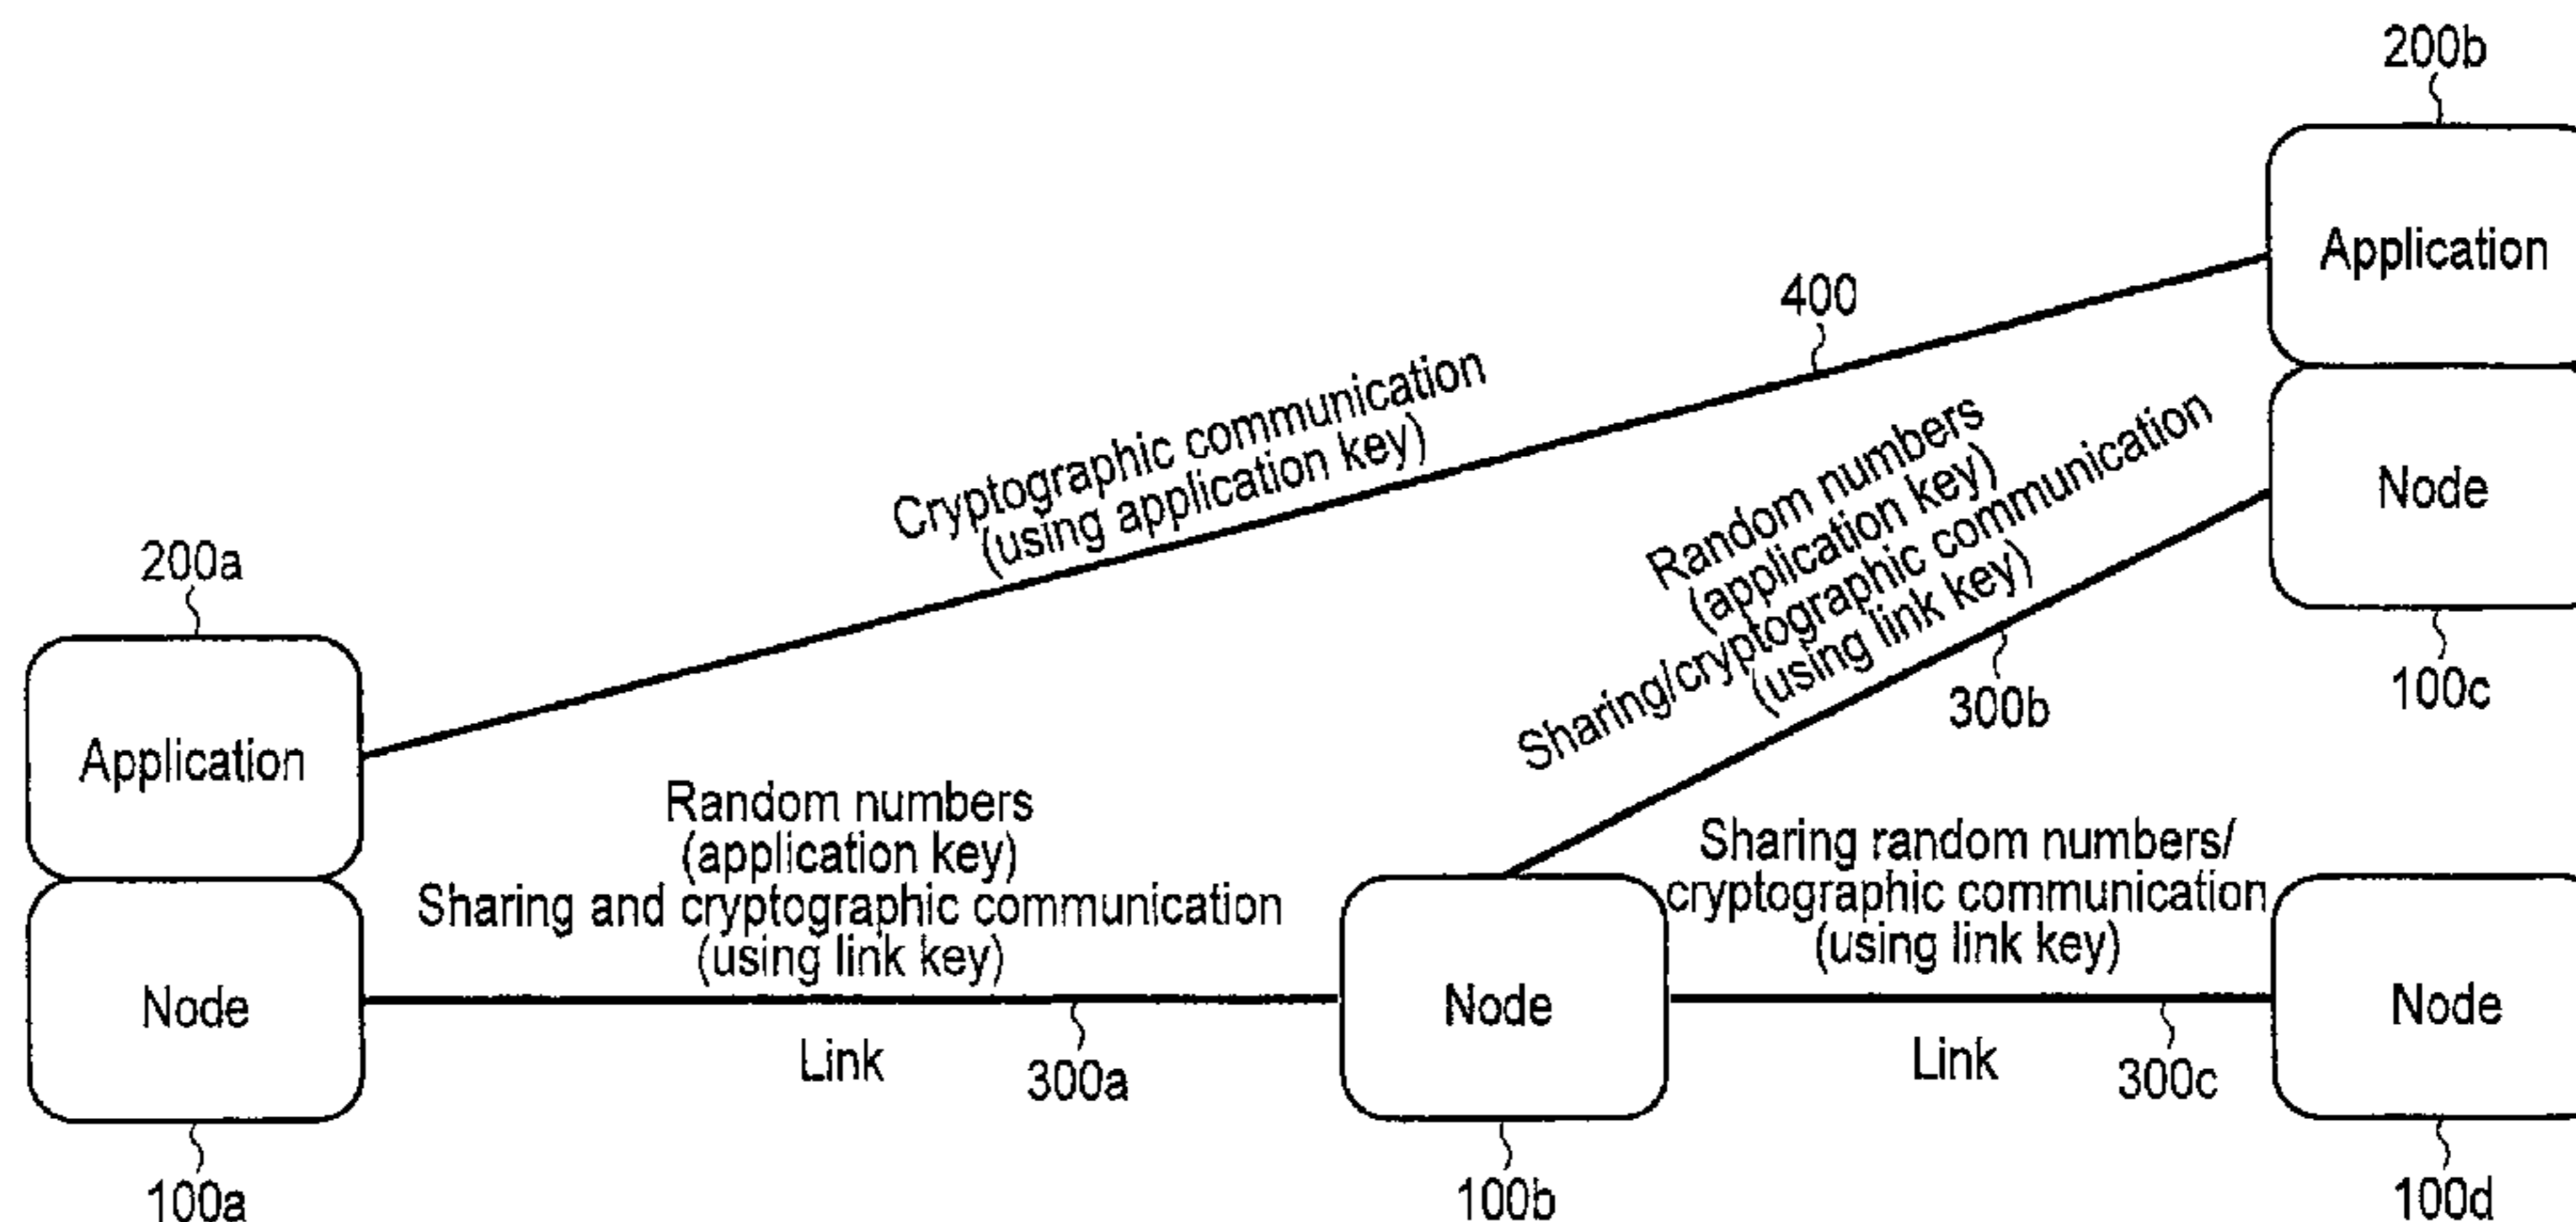 200b
Application
400
Cryptographic communication
(using application key)
Random numbers
(application key)
Sharing/cryptographic communication
(using link key)
Node
300b
100c
200a
Application
Random numbers
(application key)
Sharing and cryptographic communication
(using link key)
Sharing random numbers/
cryptographic communication
(using link key)
Node
Link
300a
Node
Link
300c
Node
100a
100b
100d